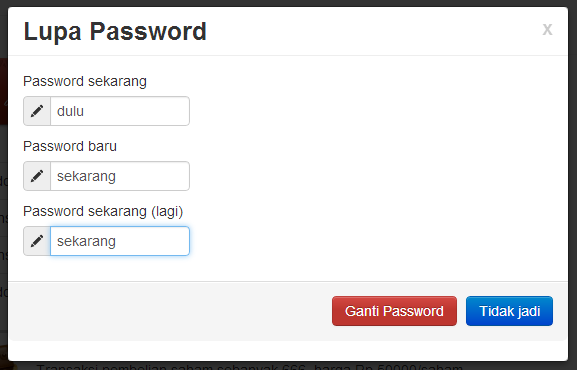 Lupa Password
x
Password sekarang
dulu
Password baru
sekarang
Password sekarang (lagi)
sekarang
Ganti Password
Tidak jadi
Transaksi pembelian saham sebanyak 666, harga Rp 50000/saham